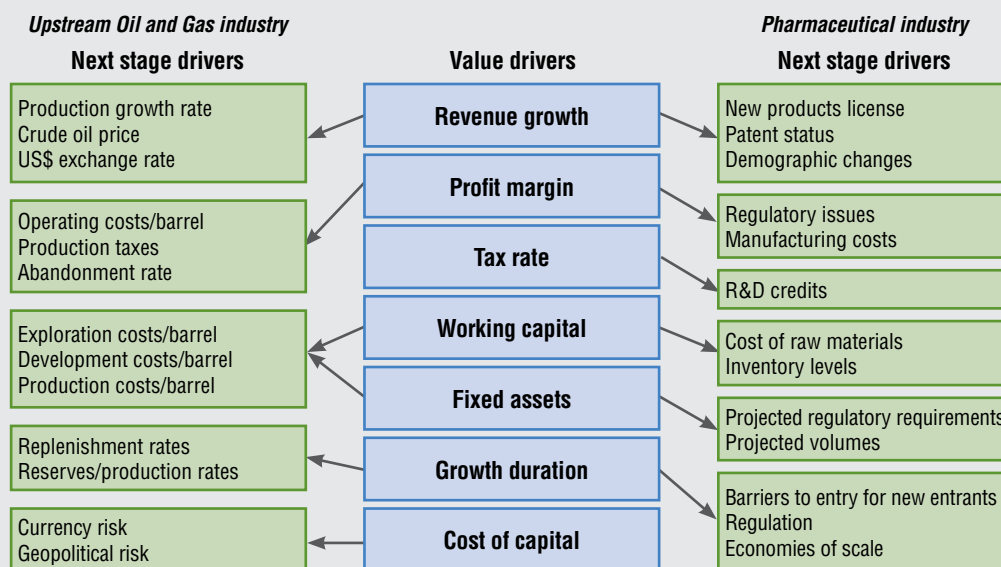 Upstream Oil and Gas industry
Next stage drivers
Production growth rate
Crude oil price
US$ exchange rate
Operating costs/barrel
Production taxes
Abandonment rate
Exploration costs/barrel
Development costs/barrel
Production costs/barrel
Replenishment rates
Reserves/production rates
Currency risk
Geopolitical risk
Value drivers
Revenue growth
Profit margin
Tax rate
Working capital
Fixed assets
Growth duration
Cost of capital
Pharmaceutical industry
Next stage drivers
New products license
Patent status
Demographic changes
Regulatory issues
Manufacturing costs
R&D credits
Cost of raw materials
Inventory levels
Projected regulatory requirements
Projected volumes
Barriers to entry for new entrants
Regulation
Economies of scale